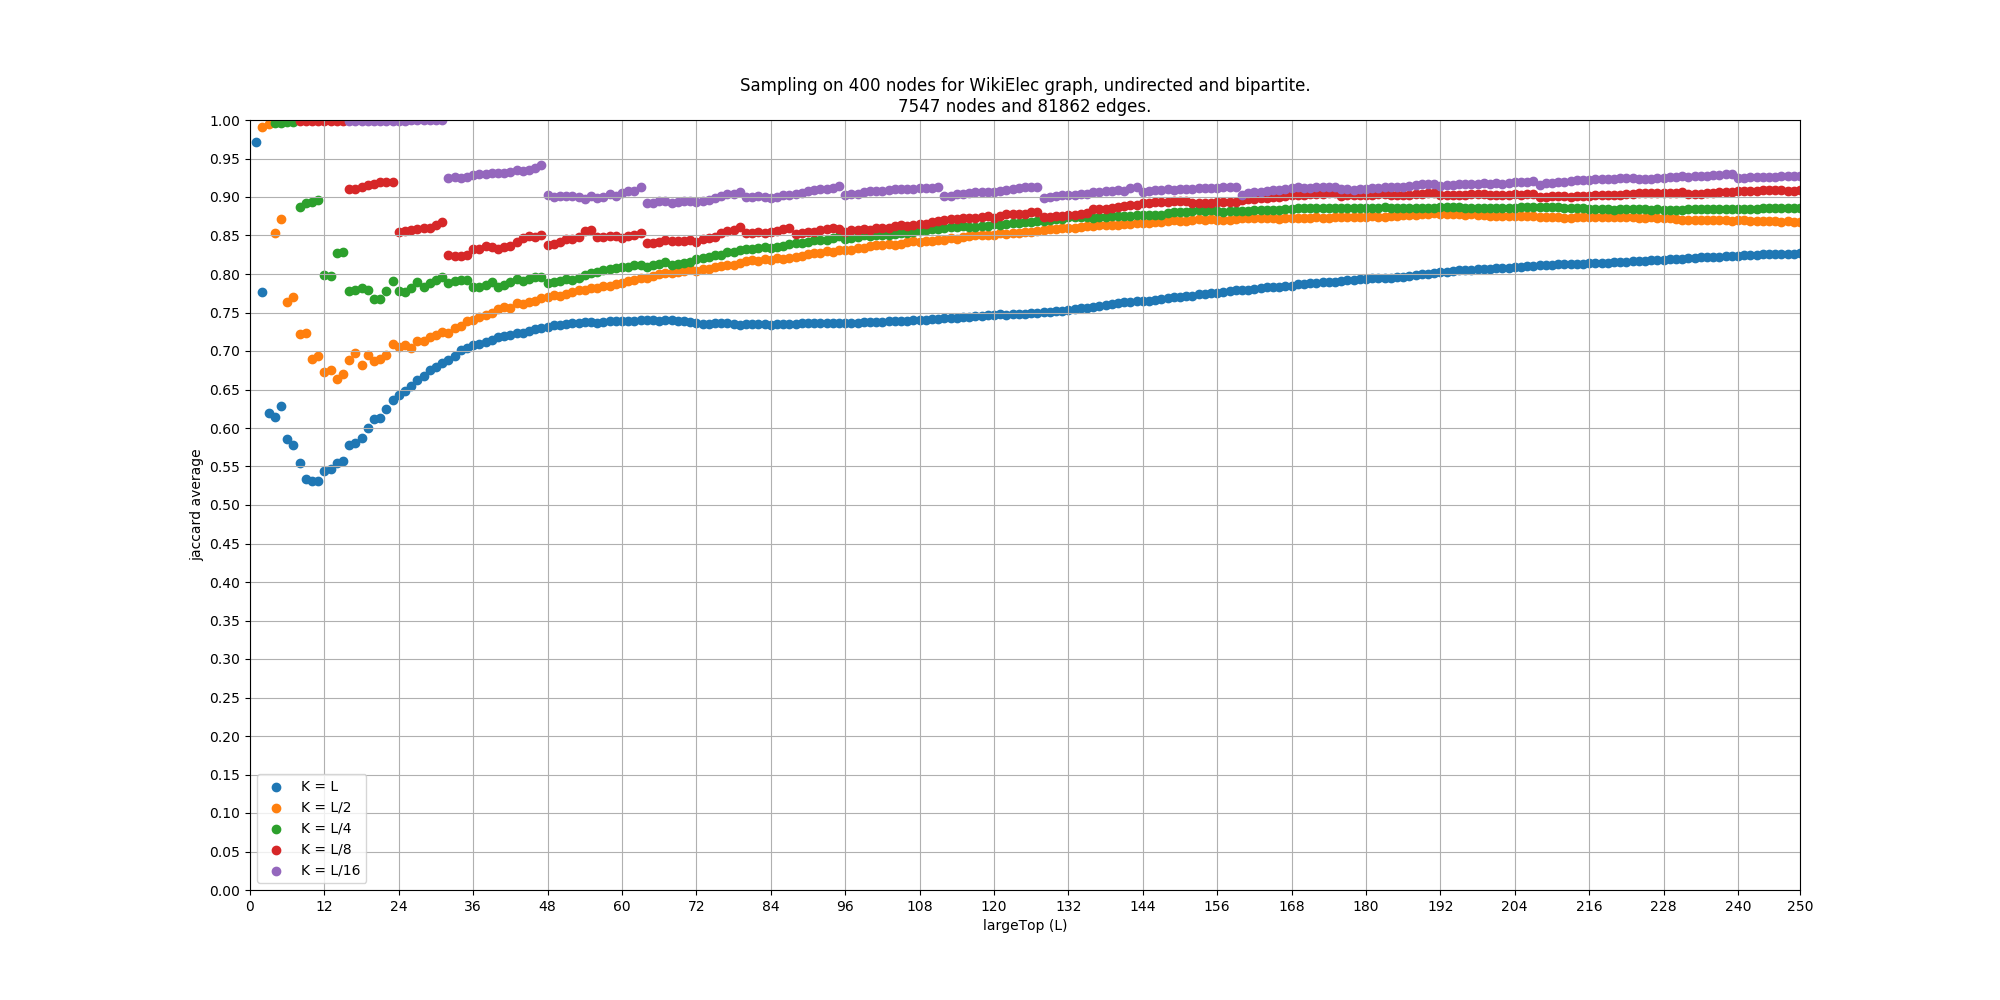 Sampling on 400 nodes for WikiElec graph, undirected and bipartite.
7547 nodes and 81862 edges.
1.00
0.95
0.90
0.85
0.80
0.75
0.70
0.65
0.60
0.55
0.50
0.45
0.40
0.35
0.30
0.25
0.20
0.15
0.10
0.05
0.00
jaccard average
K = L
K = L/2
K = L/4
K = L/8
K = L/16
0 12 24 36 48 60 72 84 96 108 120 132 144 156 168 180 192 204 216 228 240 250
largeTop (L)